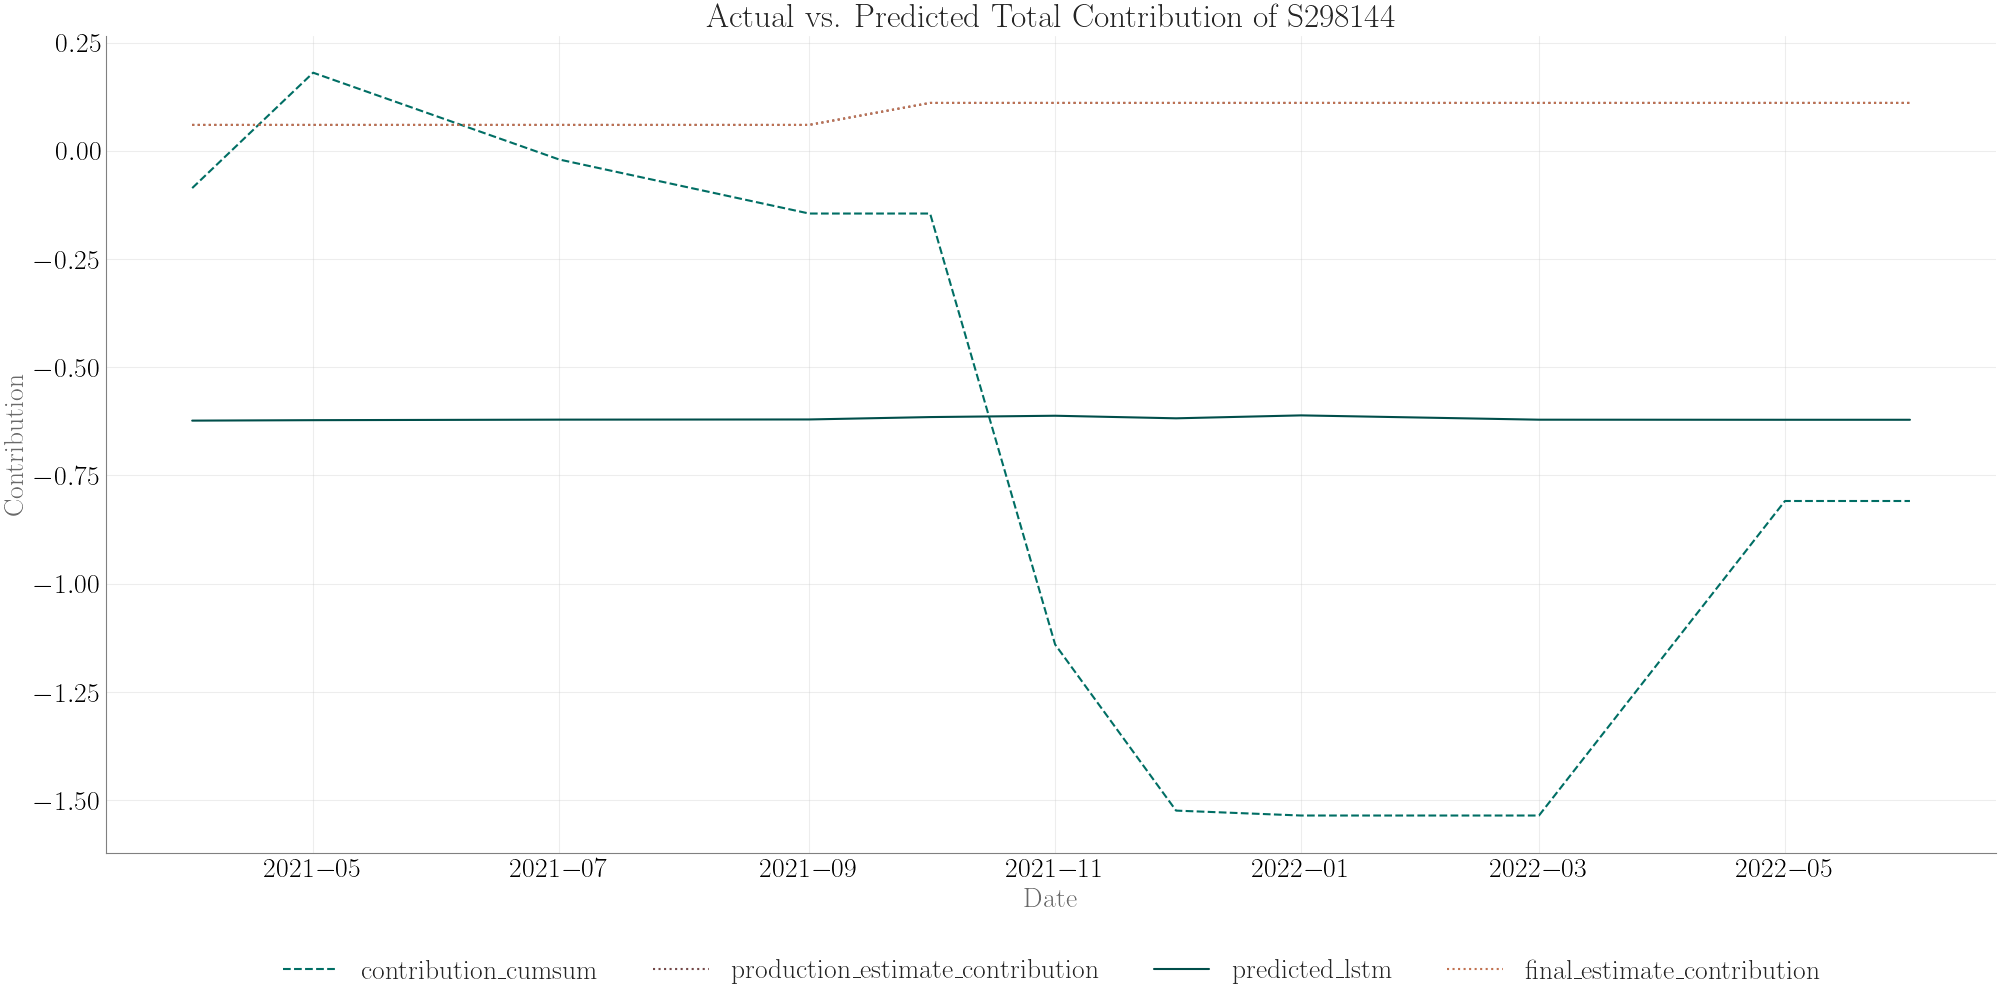 Actual vs. Predicted Total Contribution of S298144
0.25
0.00
−0.25
−0.50
−0.75
−1.00
−1.25
−1.50
Contribution
2021−05 2021−07 2021−09 2021−11 2022−01 2022−03 2022−05
Date
contribution_cumsum production_estimate_contribution predicted_lstm final_estimate_contribution